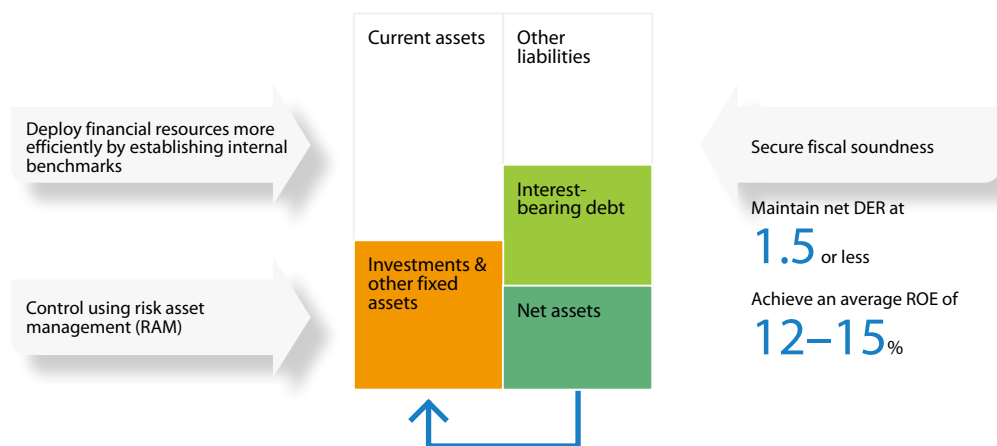 Current assets
Other
liabilities
Deploy financial resources more
efficiently by establishing internal
benchmarks
Secure fiscal soundness
Interest-
bearing debt
Maintain net DER at
1.5 or less
Investments &
other fixed
assets
Control using risk asset
management (RAM)
Net assets
Achieve an average ROE of
12–15%